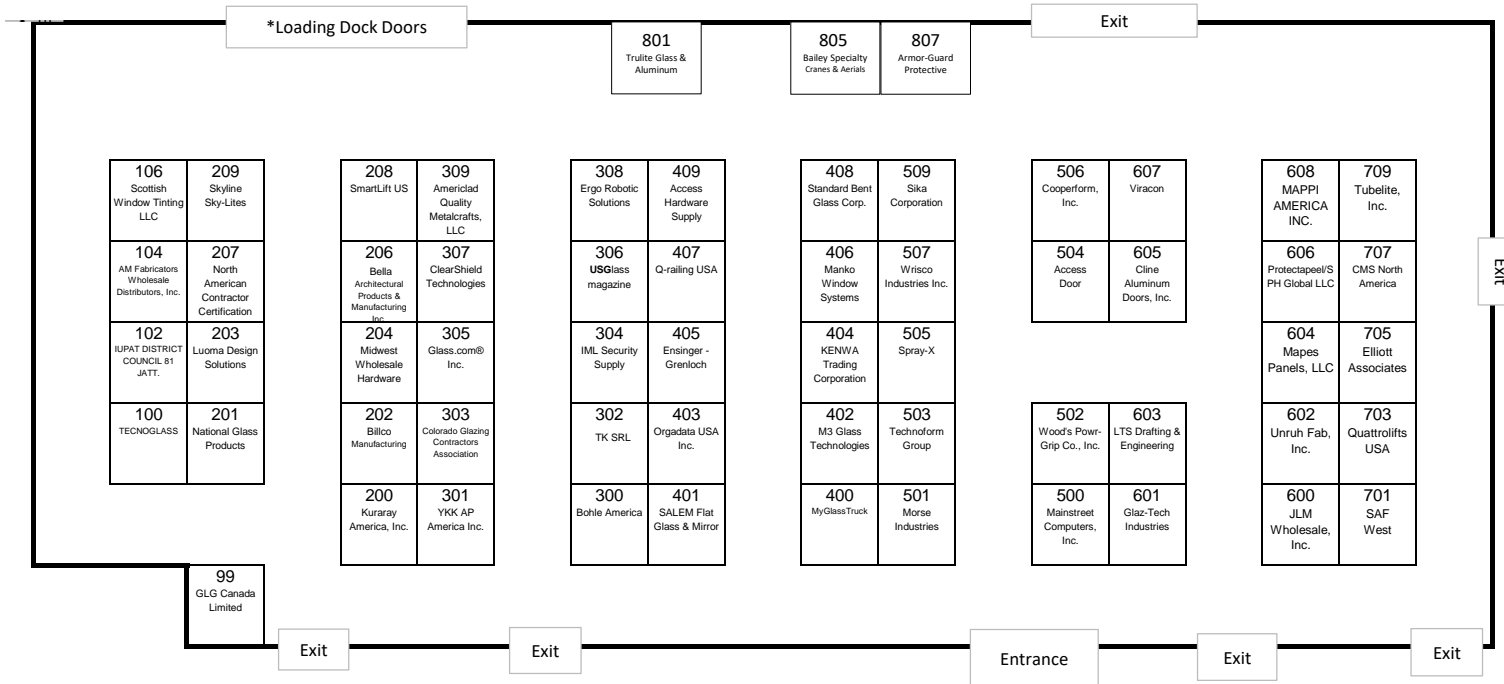 *Loading Dock Doors
Exit
801
Trulite Glass &
Aluminum
805
Bailey Specialty
Cranes & Aerials
807
Armor-Guard
Protective
106
Scottish
Window Tinting
LLC
209
Skyline
Sky-Lites
208
SmartLift US
309
Americlad
Quality
Metalcrafts,
LLC
308
Ergo Robotic
Solutions
409
Access
Hardware
Supply
408
Standard Bent
Glass Corp.
509
Sika
Corporation
506
Cooperform,
Inc.
607
Viracon
608
MAPPI
AMERICA
INC.
709
Tubelite,
Inc.
104
AM Fabricators
Wholesale
Distributors, Inc.
207
North
American
Contractor
Certification
206
Bella
Architectural
Products &
Manufacturing
Inc.
307
ClearShield
Technologies
306
USGlass
magazine
407
Q-railing USA
406
Manko
Window
Systems
507
Wrisco
Industries Inc.
504
Access
Door
605
Cline
Aluminum
Doors, Inc.
606
Protectapeel/S
PH Global LLC
707
CMS North
America
Exit
102
IUPAT DISTRICT
COUNCIL 81
JATT.
203
Luoma Design
Solutions
204
Midwest
Wholesale
Hardware
305
Glass.com®
Inc.
304
IML Security
Supply
405
Ensinger -
Grenloch
404
KENWA
Trading
Corporation
505
Spray-X
604
Mapes
Panels, LLC
705
Elliott
Associates
100
TECNOGLASS
201
National Glass
Products
202
Billco
Manufacturing
303
Colorado Glazing
Contractors
Association
302
TK SRL
403
Orgadata USA
Inc.
402
M3 Glass
Technologies
503
Technoform
Group
502
Wood's Powr-
Grip Co., Inc.
603
LTS Drafting &
Engineering
602
Unruh Fab,
Inc.
703
Quattrolifts
USA
200
Kuraray
America, Inc.
301
YKK AP
America Inc.
300
Bohle America
401
SALEM Flat
Glass & Mirror
400
MyGlassTruck
501
Morse
Industries
500
Mainstreet
Computers,
Inc.
601
Glaz-Tech
Industries
600
JLM
Wholesale,
Inc.
701
SAF
West
99
GLG Canada
Limited
Exit
Exit
Entrance
Exit
Exit